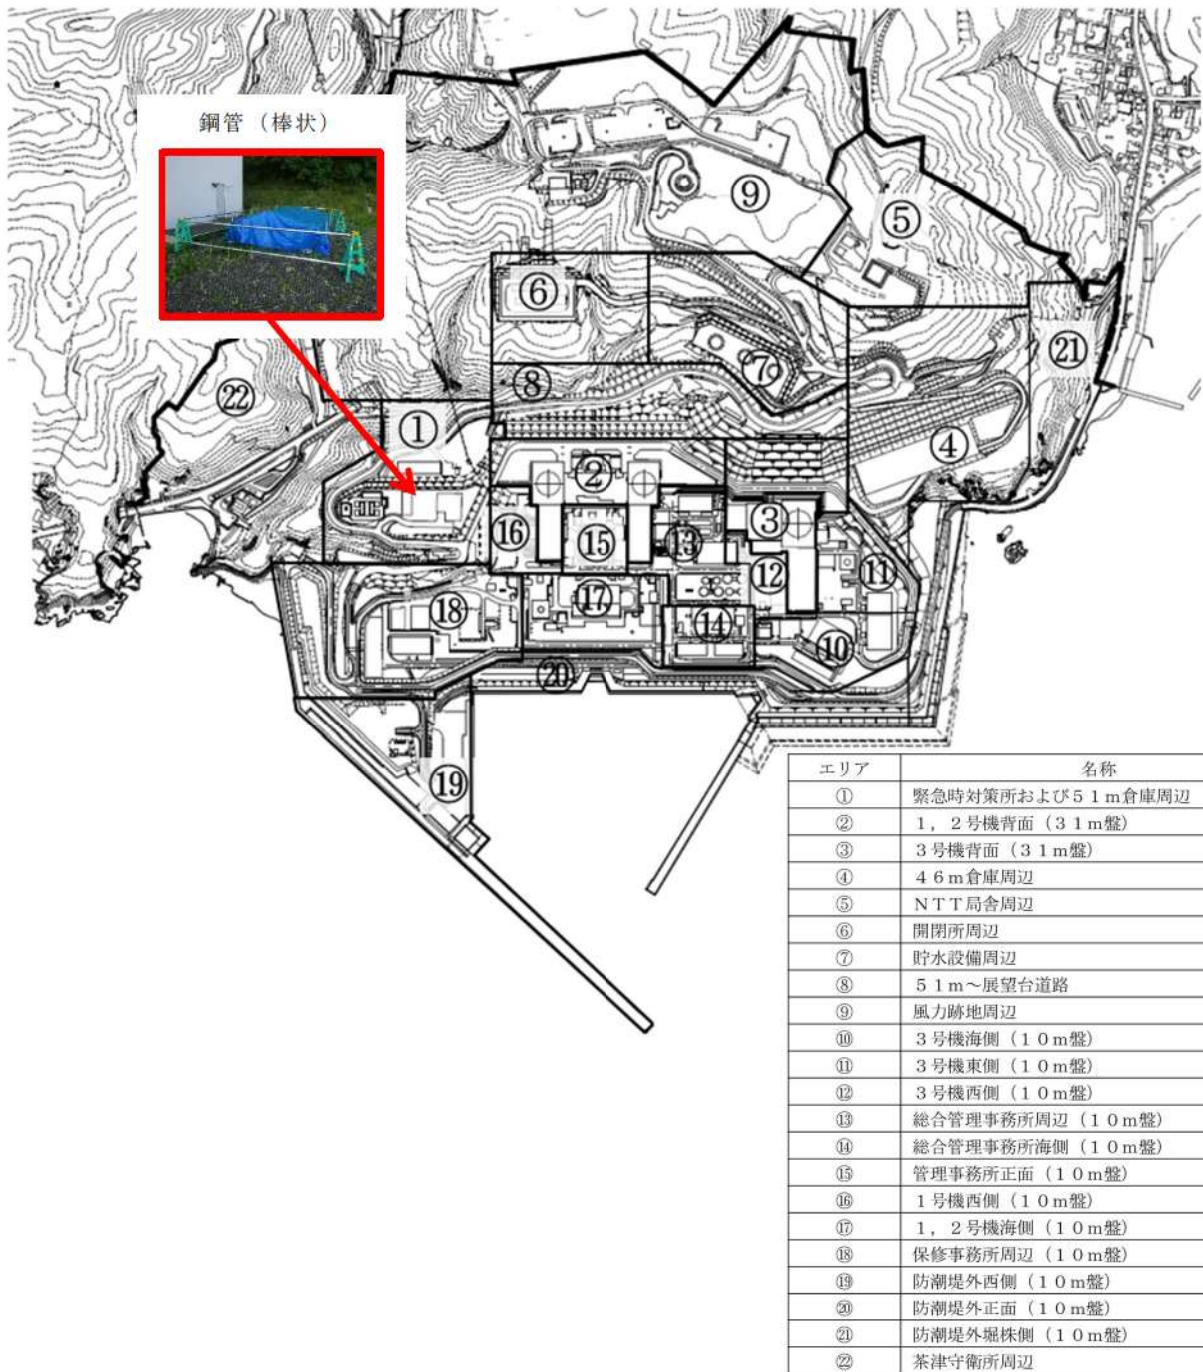 鋼管（棒状）
⑨
⑤
⑥
㉑
⑦
⑧
㉒
①
④
②
③
⑯
⑮
⑬
⑫
⑪
⑱
⑰
⑭
⑩
⑳
⑲
エリア 名称
① 緊急時対策所および５１ｍ倉庫周辺
② １，２号機背面（３１ｍ盤）
③ ３号機背面（３１ｍ盤）
④ ４６ｍ倉庫周辺
⑤ ＮＴＴ局舎周辺
⑥ 開閉所周辺
⑦ 貯水設備周辺
⑧ ５１ｍ～展望台道路
⑨ 風力跡地周辺
⑩ ３号機海側（１０ｍ盤）
⑪ ３号機東側（１０ｍ盤）
⑫ ３号機西側（１０ｍ盤）
⑬ 総合管理事務所周辺（１０ｍ盤）
⑭ 総合管理事務所海側（１０ｍ盤）
⑮ 管理事務所正面（１０ｍ盤）
⑯ １号機西側（１０ｍ盤）
⑰ １，２号機海側（１０ｍ盤）
⑱ 保修事務所周辺（１０ｍ盤）
⑲ 防潮堤外西側（１０ｍ盤）
⑳ 防潮堤外正面（１０ｍ盤）
㉑ 防潮堤外堀株側（１０ｍ盤）
㉒ 茶津守衛所周辺